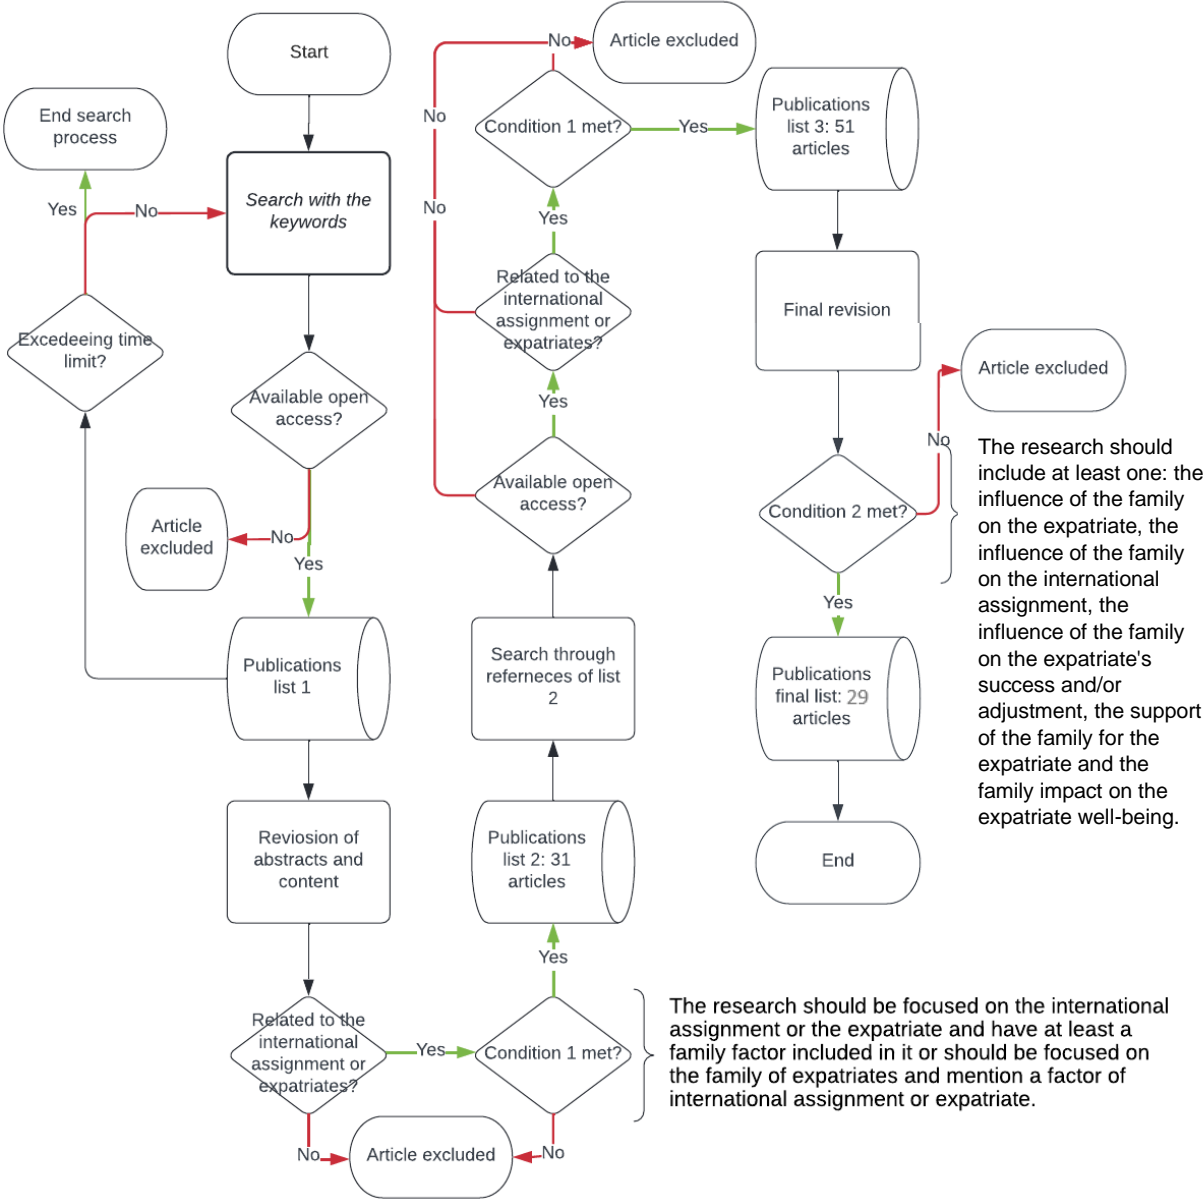 Start
Search with the
keywords
End search
process
Yes
No
Excedeeing time
limit?
Available open
access?
No
Article
excluded
Yes
Publications
list 1
Reviosion of
abstracts and
content
Related to the
international
assignment or
expatriates?
Yes
No
Article excluded
Condition 1 met?
No
Yes
The research should be focused on the international
assignment or the expatriate and have at least a
family factor included in it or should be focused on
the family of expatriates and mention a factor of
international assignment or expatriate.
Publications
list 2: 31
articles
Search through
referneces of list
2
Available open
access?
Yes
No
Related to the
international
assignment or
expatriates?
Yes
No
Condition 1 met?
No
Article excluded
Yes
Publications
list 3: 51
articles
Final revision
Condition 2 met?
No
Article excluded
The research should
include at least one: the
influence of the family
on the expatriate, the
influence of the family
on the international
assignment, the
influence of the family
on the expatriate's
success and/or
adjustment, the support
of the family for the
expatriate and the
family impact on the
expatriate well-being.
Yes
Publications
final list: 29
articles
End